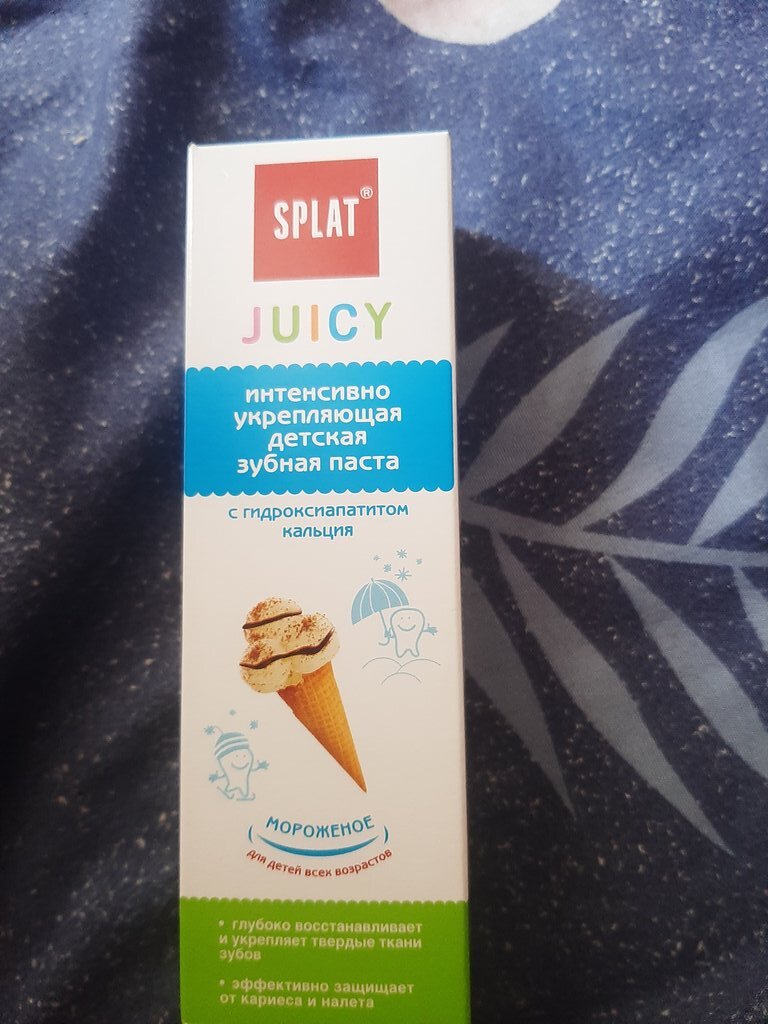 SPLAT®
JUICY
интенсивно
укрепляющая
детская
зубная паста
с гидроксиапатитом
кальция
МОРОЖЕНОЕ
для детей всех возрастов
• глубоко восстанавливает
и укрепляет твердые ткани
зубов
• эффективно защищает
от кариеса и налета